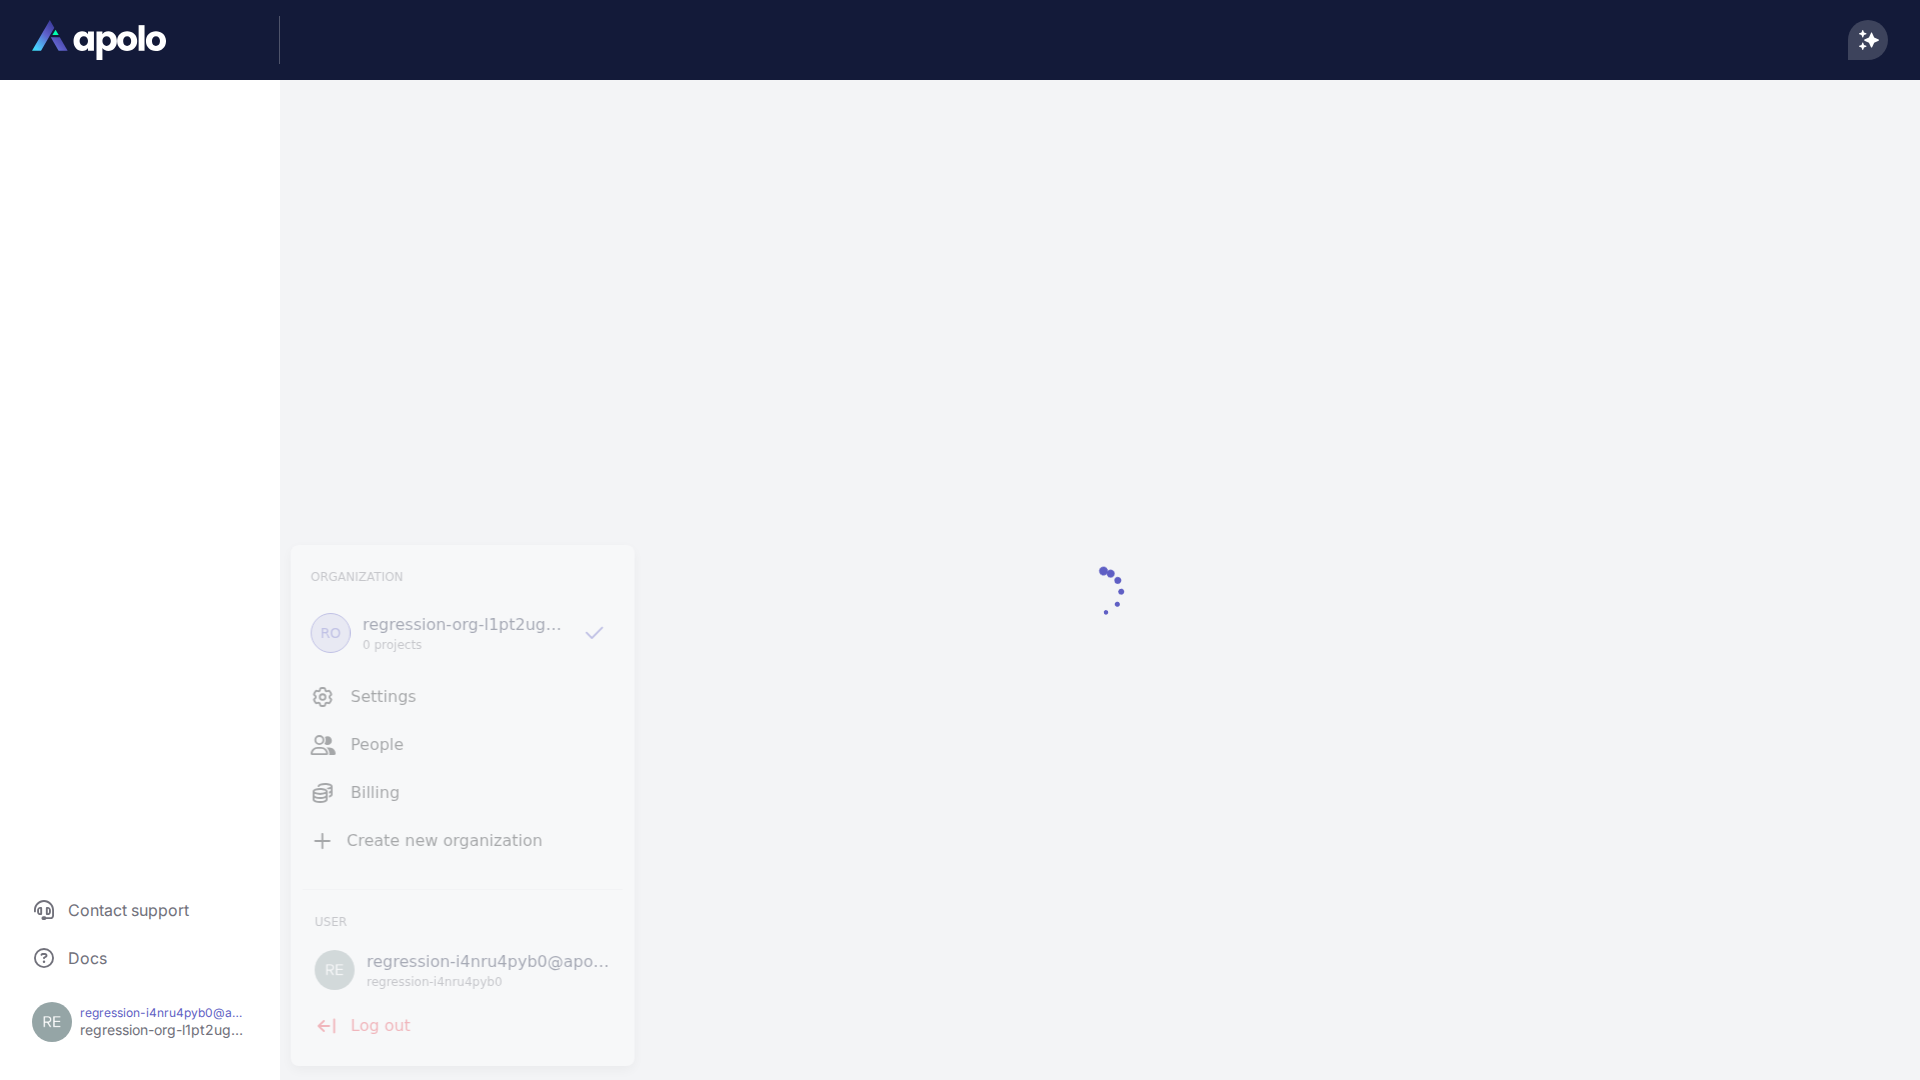 apolo
ORGANIZATION
RO
regression-org-l1pt2ug...
0 projects
Settings
People
Billing
Create new organization
USER
RE
regression-i4nru4pyb0@apo...
regression-i4nru4pyb0
Log out
Contact support
Docs
RE
regression-i4nru4pyb0@a...
regression-org-l1pt2ug...